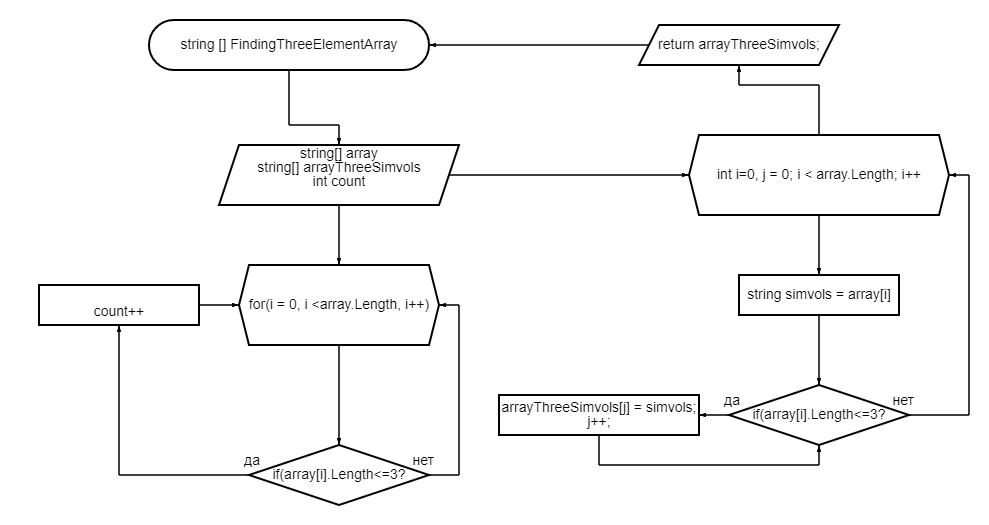 string [] FindingThreeElementArray
return arrayThreeSimvols;
string[] array
string[] arrayThreeSimvols
int count
int i=0, j = 0; i < array.Length; i++
for(i = 0, i <array.Length, i++)
count++
string simvols = array[i]
да
if(array[i].Length<=3?
нет
arrayThreeSimvols[j] = simvols;
j++;
да
if(array[i].Length<=3?
нет